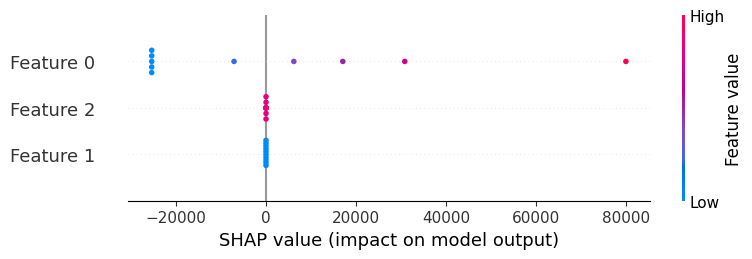 High
Feature 0
Feature 2
Feature 1
Feature value
Low
−20000 0 20000 40000 60000 80000
SHAP value (impact on model output)